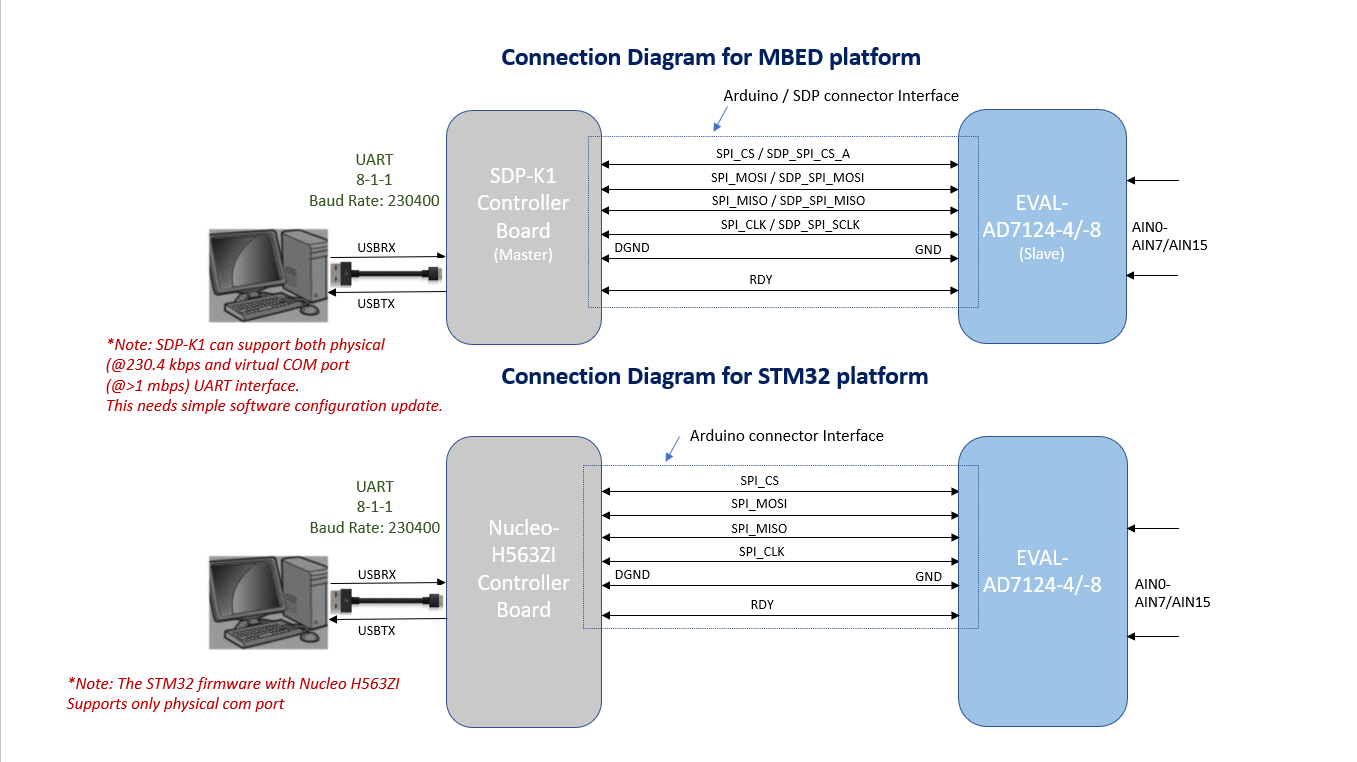 Connection Diagram for MBED platform
Arduino / SDP connector Interface
UART
8-1-1
Baud Rate: 230400
USBRX
USBTX
SDP-K1
Controller
Board
(Master)
SPI_CS / SDP_SPI_CS_A
SPI_MOSI / SDP_SPI_MOSI
SPI_MISO / SDP_SPI_MISO
SPI_CLK / SDP_SPI_SCLK
DGND
GND
RDY
EVAL-
AD7124-4/-8
(Slave)
AIN0-
AIN7/AIN15
*Note: SDP-K1 can support both physical
(@230.4 kbps and virtual COM port
(@>1 mbps) UART interface.
This needs simple software configuration update.
Connection Diagram for STM32 platform
Arduino connector Interface
UART
8-1-1
Baud Rate: 230400
USBRX
USBTX
Nucleo-
H563ZI
Controller
Board
SPI_CS
SPI_MOSI
SPI_MISO
SPI_CLK
DGND
GND
RDY
EVAL-
AD7124-4/-8
AIN0-
AIN7/AIN15
*Note: The STM32 firmware with Nucleo H563ZI
Supports only physical com port